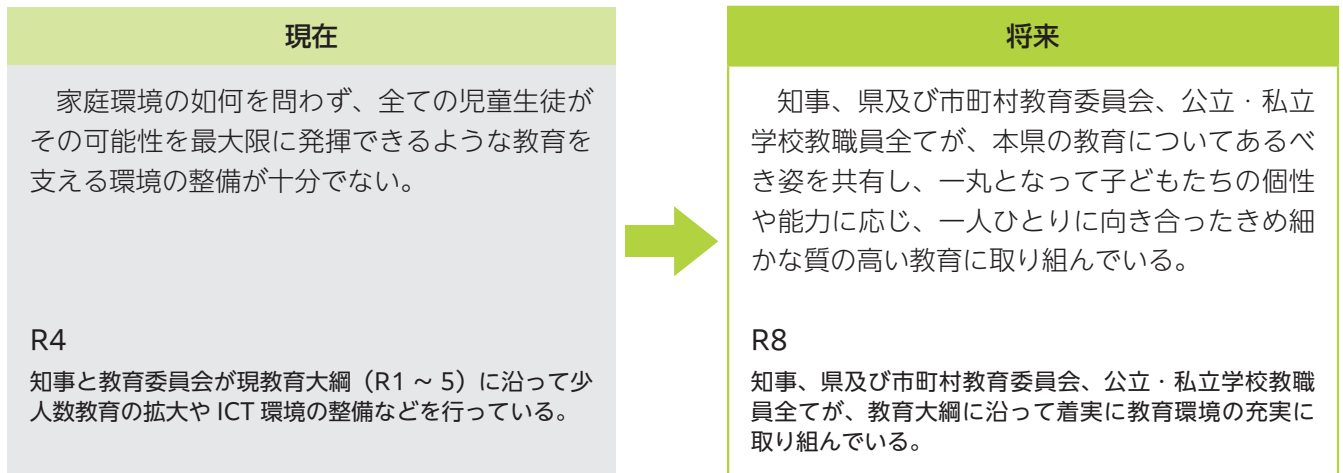 現在
家庭環境の如何を問わず、全ての児童生徒が
その可能性を最大限に発揮できるような教育を
支える環境の整備が十分でない。
R4
知事と教育委員会が現教育大綱（R1 ~ 5）に沿って少
人数教育の拡大や ICT 環境の整備などを行っている。
将来
知事、県及び市町村教育委員会、公立・私立
学校教職員全てが、本県の教育についてあるべ
き姿を共有し、一丸となって子どもたちの個性
や能力に応じ、一人ひとりに向き合ったきめ細
かな質の高い教育に取り組んでいる。
R8
知事、県及び市町村教育委員会、公立・私立学校教職
員全てが、教育大綱に沿って着実に教育環境の充実に
取り組んでいる。